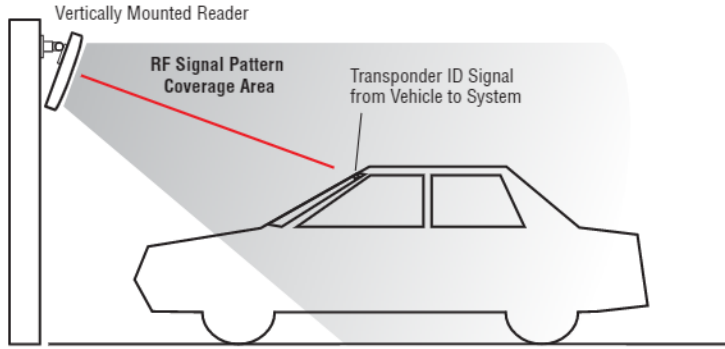 Vertically Mounted Reader
RF Signal Pattern
Coverage Area
Transponder ID Signal
from Vehicle to System